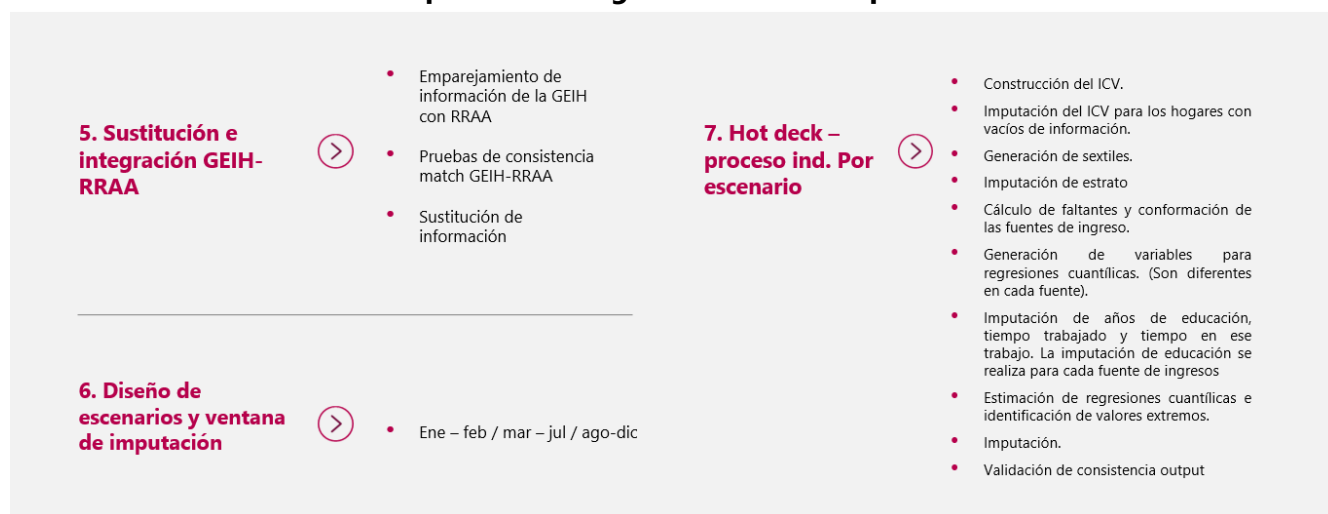 5. Sustitución e
integración GEIH-
RRAA
• Emparejamiento de
información de la GEIH
con RRAA
• Pruebas de consistencia
match GEIH-RRAA
• Sustitución de
información
6. Diseño de
escenarios y ventana
de imputación
• Ene – feb / mar – jul / ago-dic
7. Hot deck –
proceso ind. Por
escenario
• Construcción del ICV.
• Imputación del ICV para los hogares con
vacíos de información.
• Generación de sextiles.
• Imputación de estrato
• Cálculo de faltantes y conformación de
las fuentes de ingreso.
• Generación de variables para
regresiones cuantílicas. (Son diferentes
en cada fuente).
• Imputación de años de educación,
tiempo trabajado y tiempo en ese
trabajo. La imputación de educación se
realiza para cada fuente de ingresos
• Estimación de regresiones cuantílicas e
identificación de valores extremos.
• Imputación.
• Validación de consistencia output